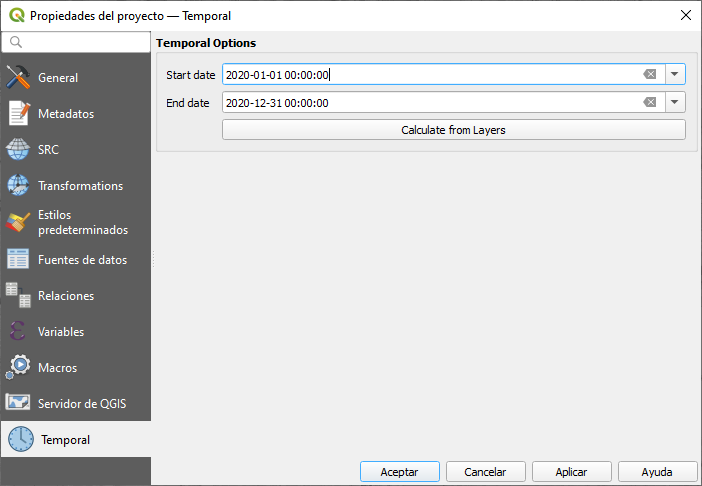 Propiedades del proyecto — Temporal
General
Metadatos
SRC
Transformations
Estilos
predeterminados
Fuentes de datos
Relaciones
Variables
Macros
Servidor de QGIS
Temporal
Temporal Options
Start date 2020-01-01 00:00:00
End date 2020-12-31 00:00:00
Calculate from Layers
Aceptar Cancelar Aplicar Ayuda